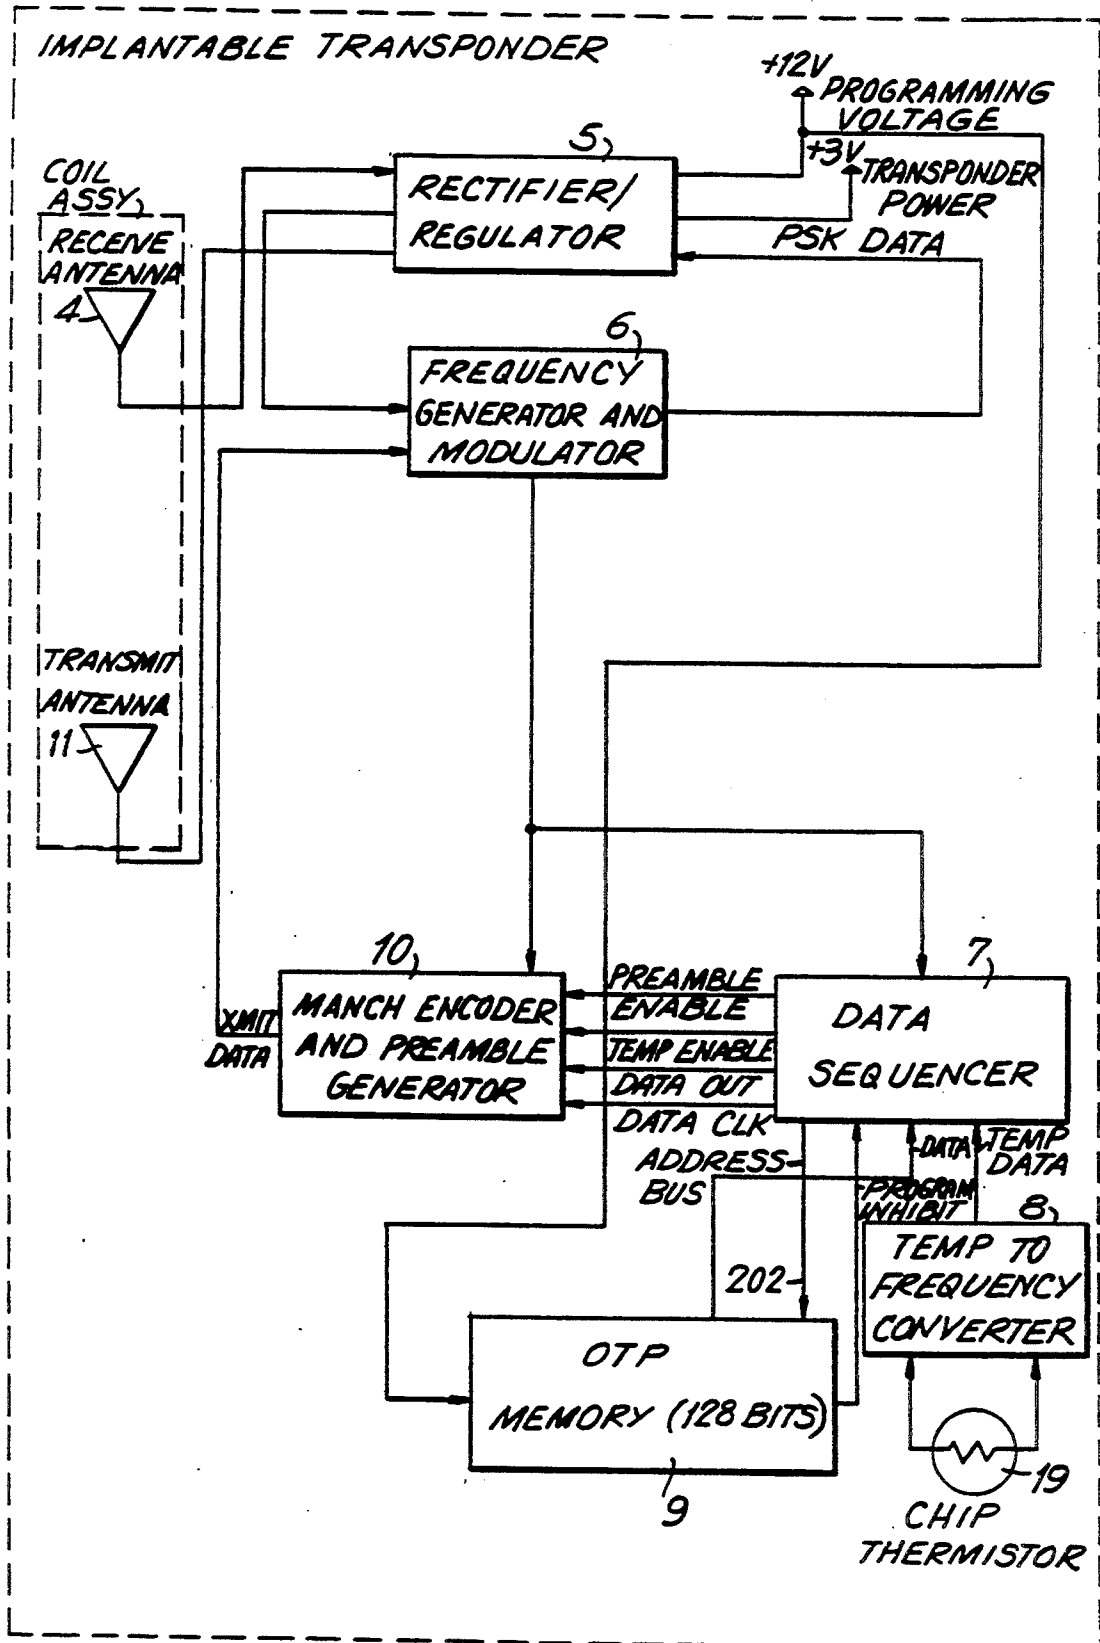 IMPLANTABLE TRANSPONDER
+12V
PROGRAMMING
VOLTAGE
5
+3V
TRANSPONDER
POWER
COIL
ASSY
RECTIFIER/
REGULATOR
PSK DATA
RECEIVE
ANTENNA
4
6
FREQUENCY
GENERATOR AND
MODULATOR
TRANSMIT
ANTENNA
11
10
7
MANCH ENCODER
AND PREAMBLE
GENERATOR
XMIT
DATA
PREAMBLE
ENABLE
TEMP ENABLE
DATA OUT
DATA CLK
DATA
SEQUENCER
ADDRESS
BUS
PROGRAM
INHIBIT
DATA
TEMP
DATA
8
202
TEMP TO
FREQUENCY
CONVERTER
OTP
MEMORY (128 BITS)
9
19
CHIP
THERMISTOR